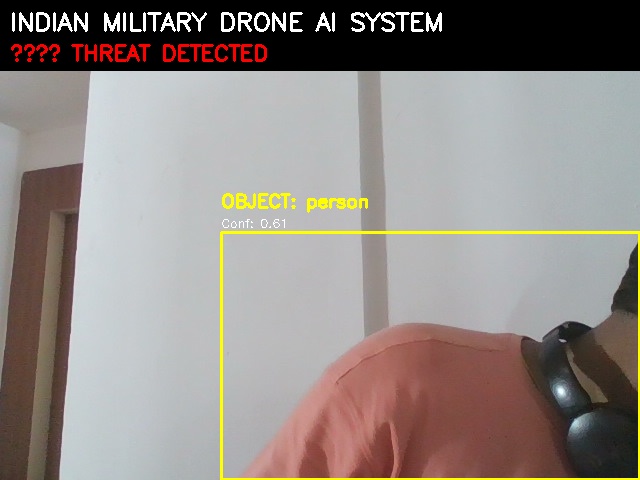 INDIAN MILITARY DRONE AI SYSTEM
???? THREAT DETECTED
OBJECT: person
Conf: 0.61